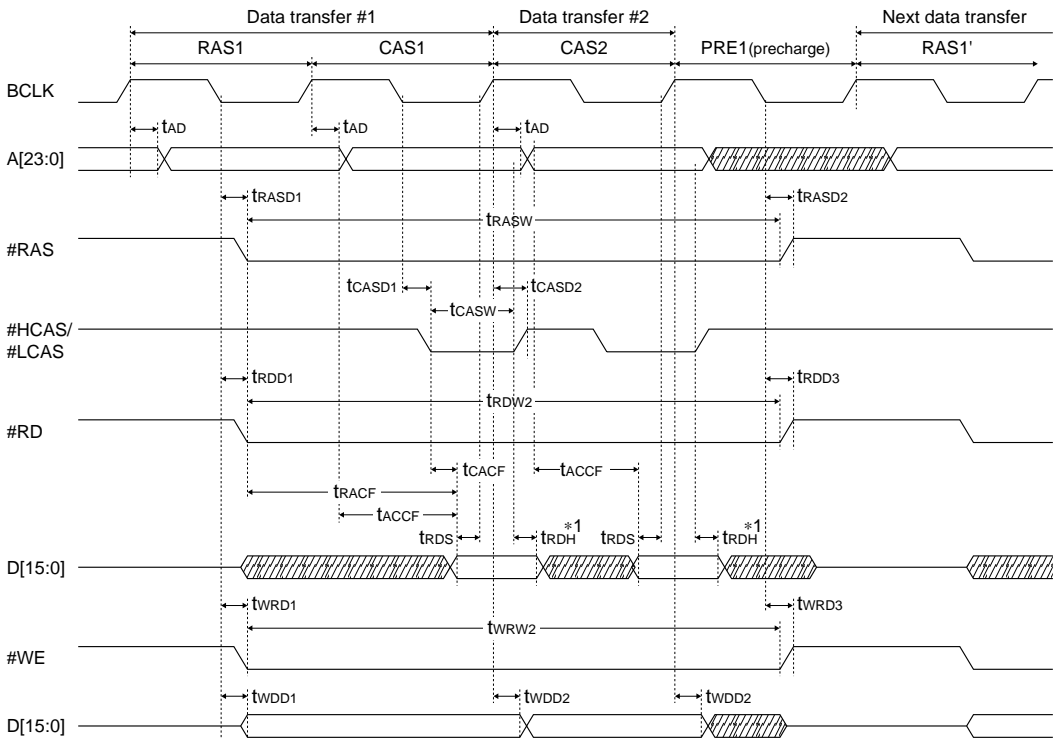 Data transfer #1 Data transfer #2 Next data transfer
RAS1 CAS1 CAS2 PRE1(precharge) RAS1'
BCLK
tAD tAD tAD
A[23:0]
tRASD1 tRASD2
tRASW
#RAS
tCASD1 tCASD2
tCASW
#HCAS/
#LCAS
tRDD1 tRDD3
tRDW2
#RD
tCACF tACCF
tRACF
tACCF
tRDS tRDH*1 tRDS tRDH*1
D[15:0]
tWRD1 tWRD3
tWRW2
#WE
tWDD1 tWDD2 tWDD2
D[15:0]